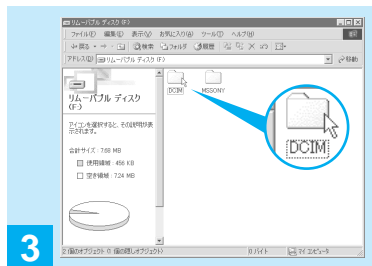 リムーバブル ディスク (F:)
ファイル(F) 編集(E) 表示(V) お気に入り(A) ツール(T) ヘルプ(H)
戻る 検索 フォルダ 履歴
アドレス(D) リムーバブル ディスク (F:) 移動
リムーバブル ディスク
(F:)
アイコンを選択すると、その説明が表
示されます。
合計サイズ: 7.68 MB
使用領域: 456 KB
空き領域: 7.24 MB
DCIM
MSSONY
DCIM
2 個のオブジェクト (0 個の隠しオブジェクト) 0 バイト マイ コンピュータ
3